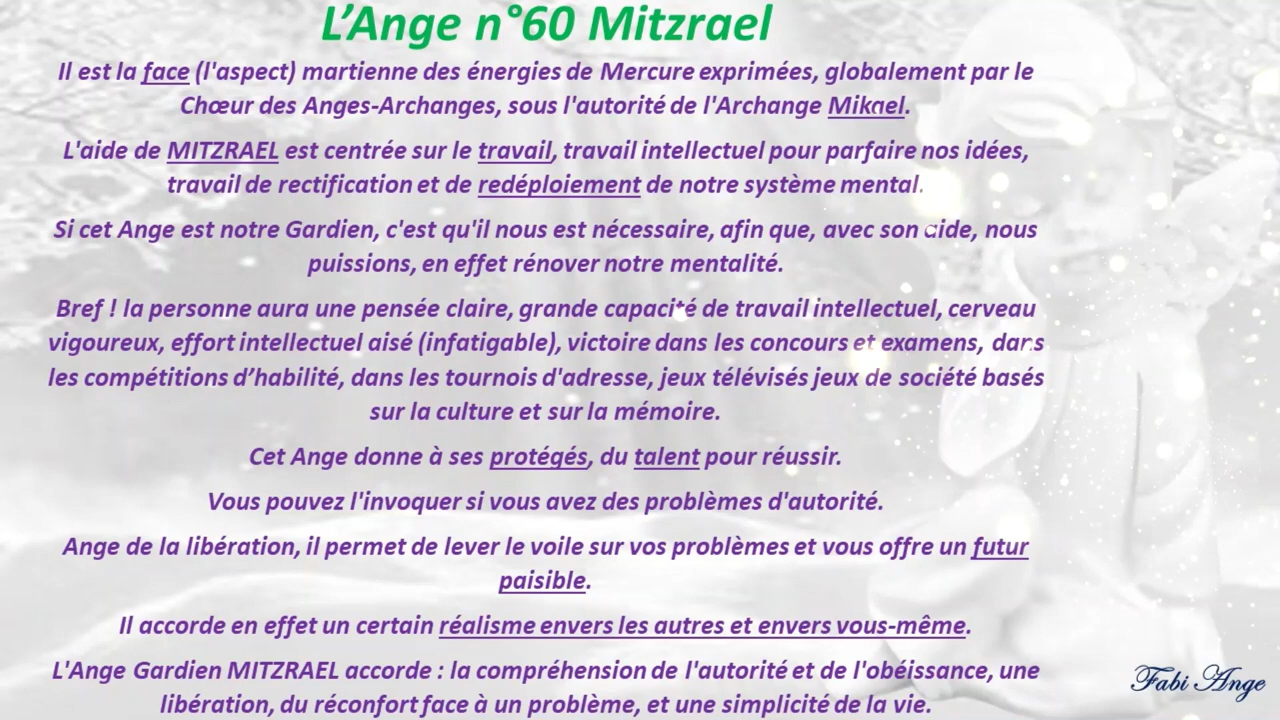 L’Ange n°60 Mitzrael
Il est la face (l'aspect) martienne des énergies de Mercure exprimées, globalement par le
Chœur des Anges-Archanges, sous l'autorité de l'Archange Mikael.
L'aide de MITZRAEL est centrée sur le travail, travail intellectuel pour parfaire nos idées,
travail de rectification et de redéploiement de notre système mental.
Si cet Ange est notre Gardien, c'est qu'il nous est nécessaire, afin que, avec son aide, nous
puissions, en effet rénover notre mentalité.
Bref ! la personne aura une pensée claire, grande capacité de travail intellectuel, cerveau
vigoureux, effort intellectuel aisé (infatigable), victoire dans les concours et examens, dans
les compétitions d’habilité, dans les tournois d'adresse, jeux télévisés jeux de société basés
sur la culture et sur la mémoire.
Cet Ange donne à ses protégés, du talent pour réussir.
Vous pouvez l'invoquer si vous avez des problèmes d'autorité.
Ange de la libération, il permet de lever le voile sur vos problèmes et vous offre un futur
paisible.
Il accorde en effet un certain réalisme envers les autres et envers vous-même.
L'Ange Gardien MITZRAEL accorde : la compréhension de l'autorité et de l'obéissance, une
libération, du réconfort face à un problème, et une simplicité de la vie.
Fabi Ange